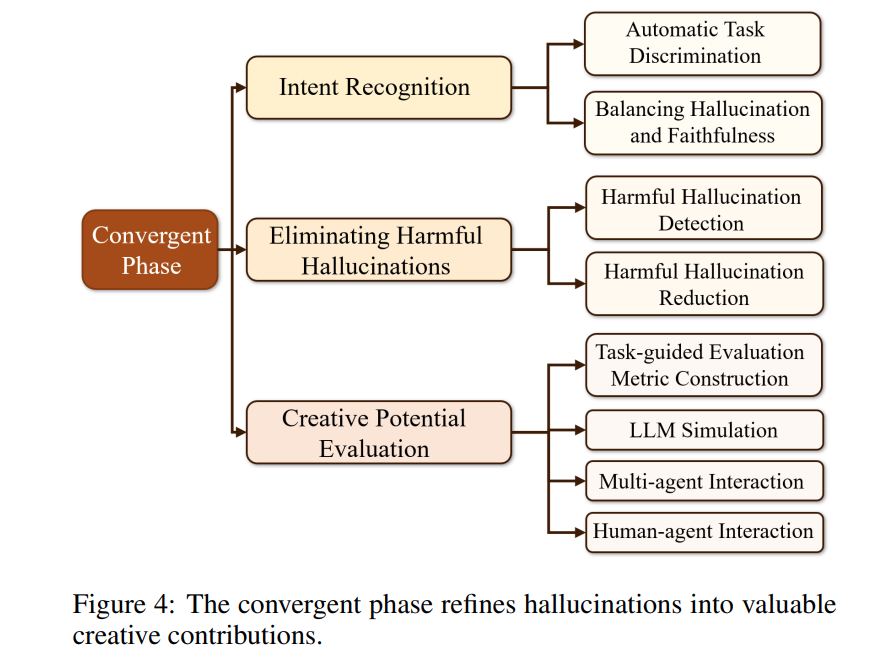 Convergent
Phase
Intent Recognition
Automatic Task
Discrimination
Balancing Hallucination
and Faithfulness
Eliminating Harmful
Hallucinations
Harmful Hallucination
Detection
Harmful Hallucination
Reduction
Creative Potential
Evaluation
Task-guided Evaluation
Metric Construction
LLM Simulation
Multi-agent Interaction
Human-agent Interaction
Figure 4: The convergent phase refines hallucinations into valuable
creative contributions.